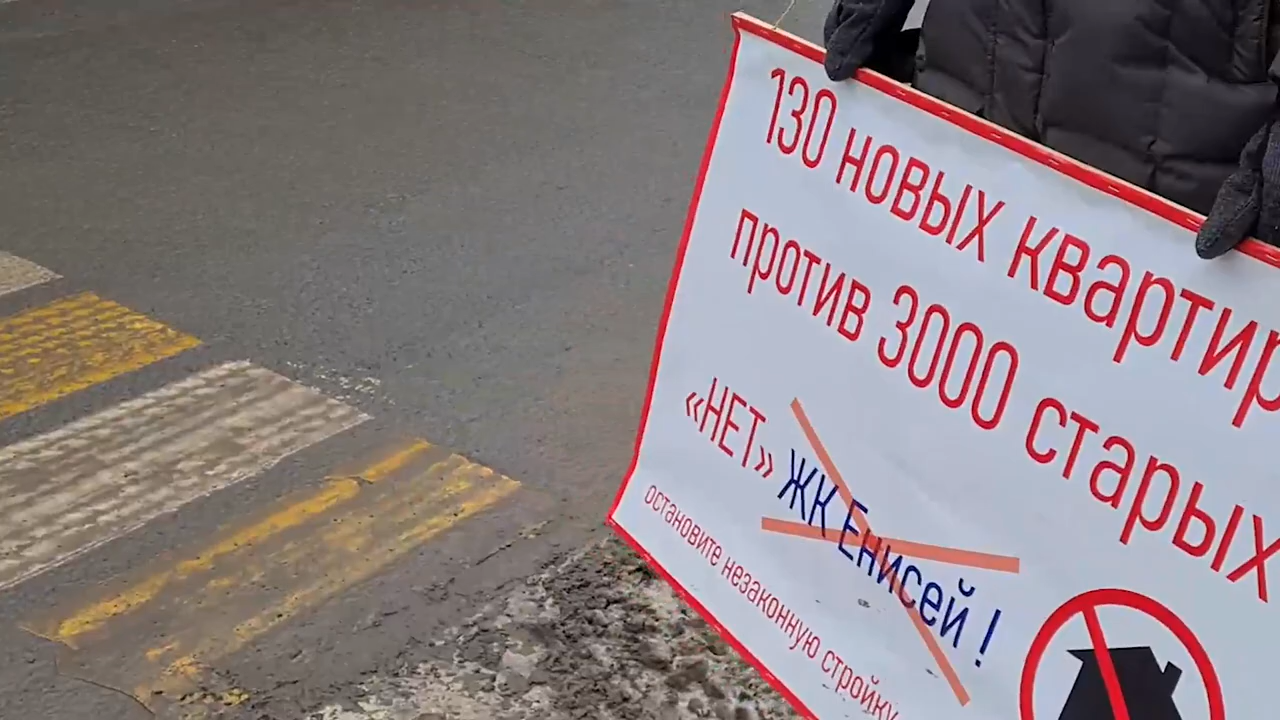 130 новых квартир
против 3000 старых
«НЕТ» ЖК Енисей !
остановите незаконную стройку